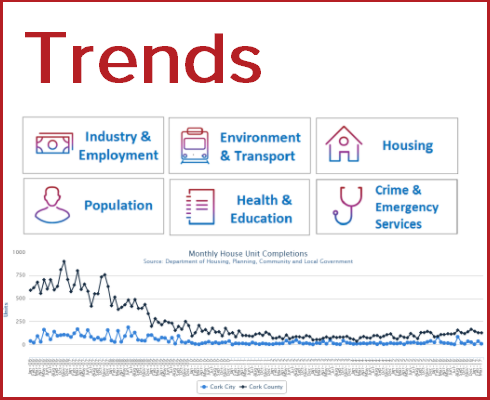 Trends
Industry &
Employment
Environment
& Transport
Housing
Population
Health &
Education
Crime &
Emergency
Services
Monthly House Unit Completions
Source: Department of Housing, Planning, Community and Local Government
1000
750
500
250
0
Units
Cork City
Cork County